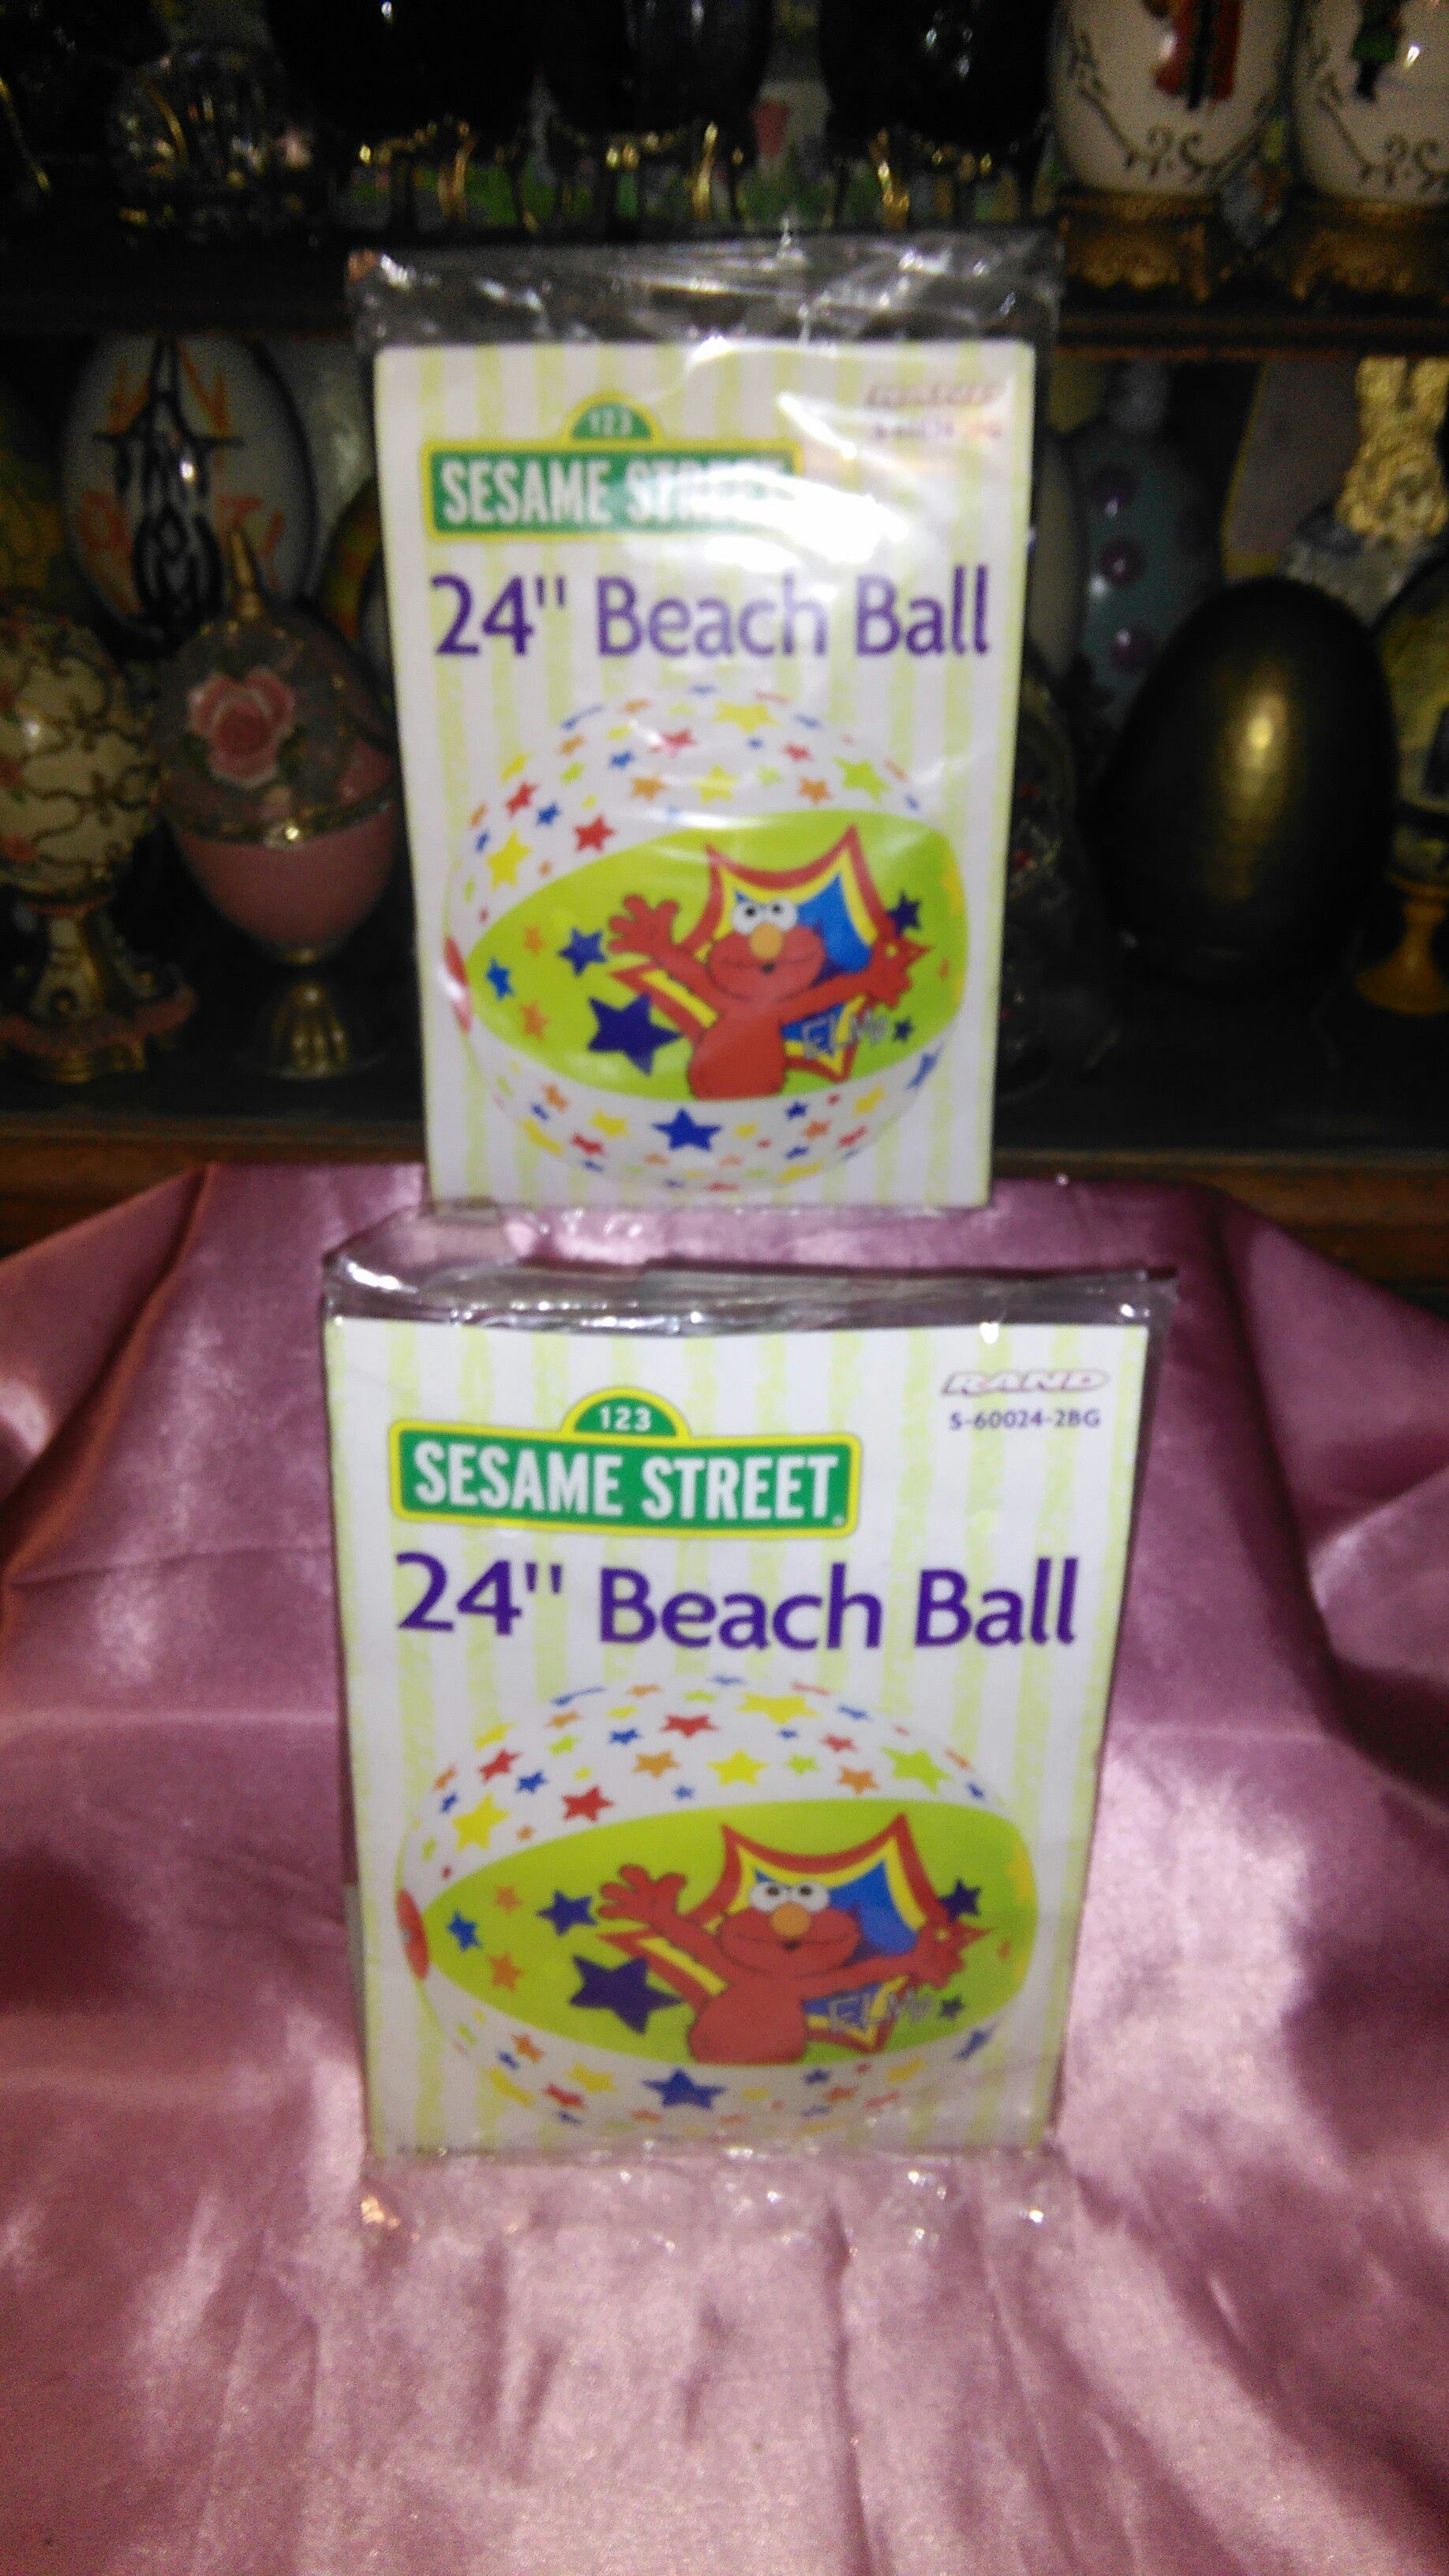 P.S.
P.S.
123
SESAME STREET
24" Beach Ball
ELMO
RAND
S-60024-2BG
123
SESAME STREET
24" Beach Ball
ELMO